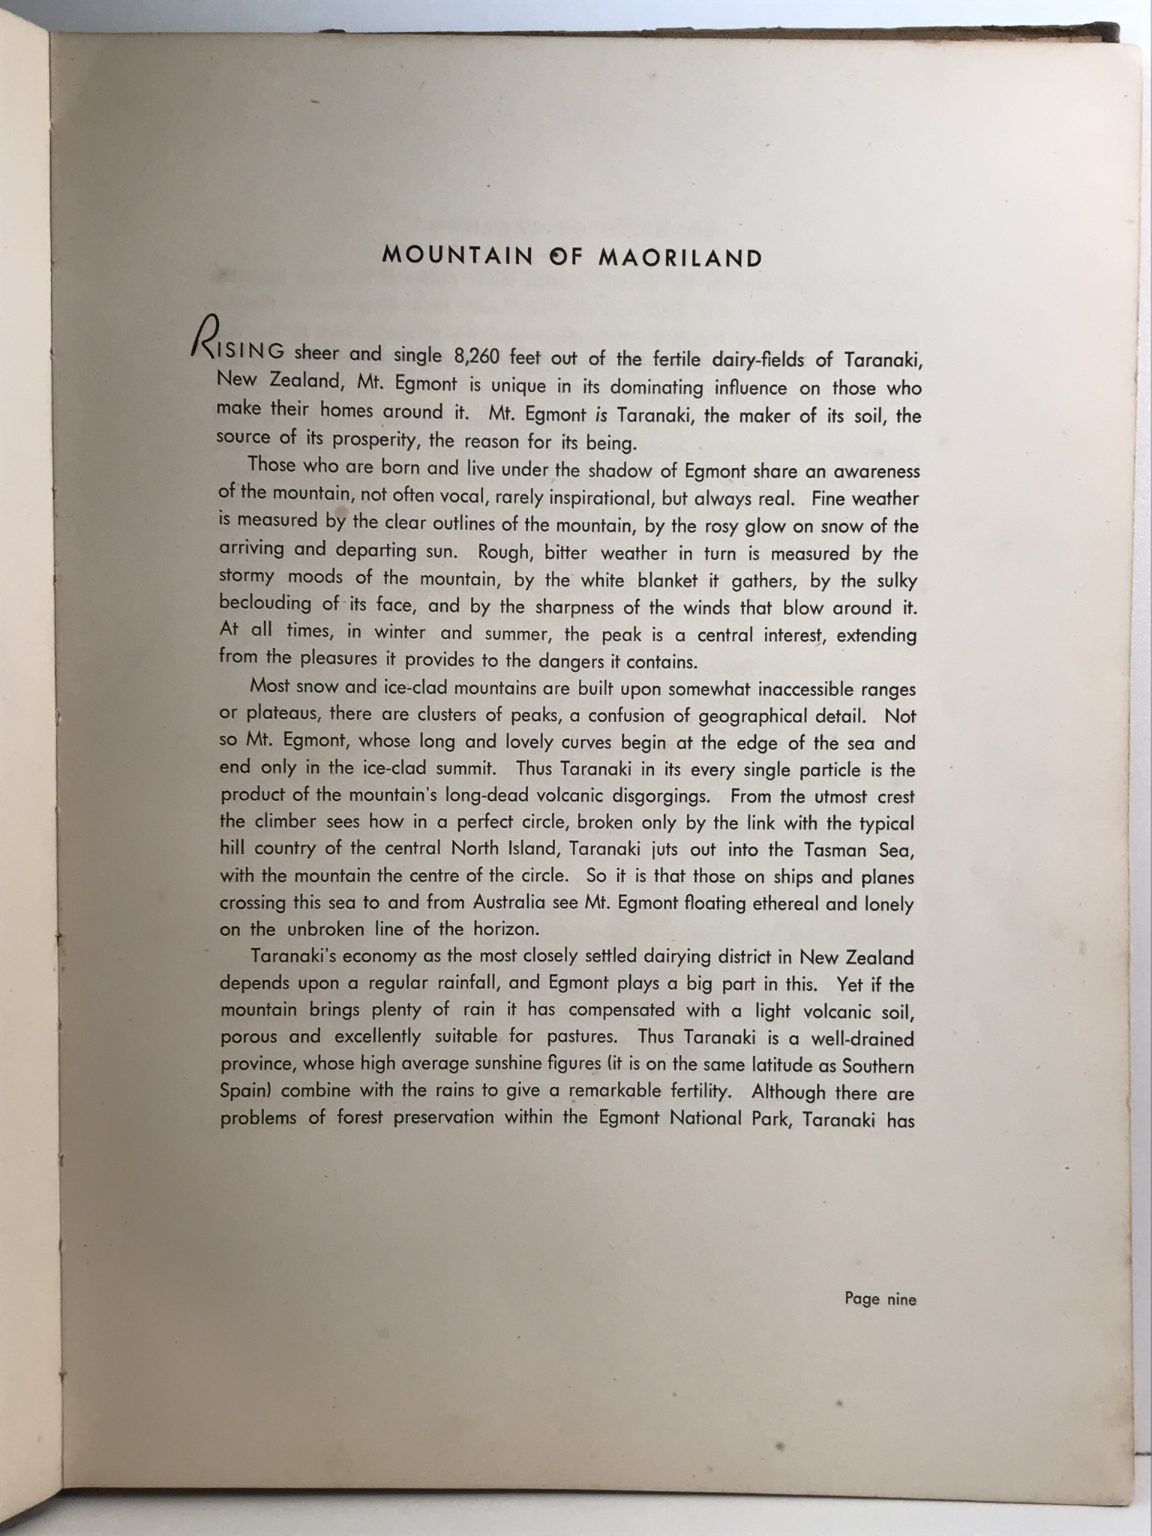 MOUNTAIN OF MAORILAND
RISING sheer and single 8,260 feet out of the fertile dairy-fields of Taranaki,
New Zealand, Mt. Egmont is unique in its dominating influence on those who
make their homes around it. Mt. Egmont is Taranaki, the maker of its soil, the
source of its prosperity, the reason for its being.
Those who are born and live under the shadow of Egmont share an awareness
of the mountain, not often vocal, rarely inspirational, but always real. Fine weather
is measured by the clear outlines of the mountain, by the rosy glow on snow of the
arriving and departing sun. Rough, bitter weather in turn is measured by the
stormy moods of the mountain, by the white blanket it gathers, by the sulky
beclouding of its face, and by the sharpness of the winds that blow around it.
At all times, in winter and summer, the peak is a central interest, extending
from the pleasures it provides to the dangers it contains.
Most snow and ice-clad mountains are built upon somewhat inaccessible ranges
or plateaus, there are clusters of peaks, a confusion of geographical detail. Not
so Mt. Egmont, whose long and lovely curves begin at the edge of the sea and
end only in the ice-clad summit. Thus Taranaki in its every single particle is the
product of the mountain's long-dead volcanic disgorgings. From the utmost crest
the climber sees how in a perfect circle, broken only by the link with the typical
hill country of the central North Island, Taranaki juts out into the Tasman Sea,
with the mountain the centre of the circle. So it is that those on ships and planes
crossing this sea to and from Australia see Mt. Egmont floating ethereal and lonely
on the unbroken line of the horizon.
Taranaki's economy as the most closely settled dairying district in New Zealand
depends upon a regular rainfall, and Egmont plays a big part in this. Yet if the
mountain brings plenty of rain it has compensated with a light volcanic soil,
porous and excellently suitable for pastures. Thus Taranaki is a well-drained
province, whose high average sunshine figures (it is on the same latitude as Southern
Spain) combine with the rains to give a remarkable fertility. Although there are
problems of forest preservation within the Egmont National Park, Taranaki has
Page nine